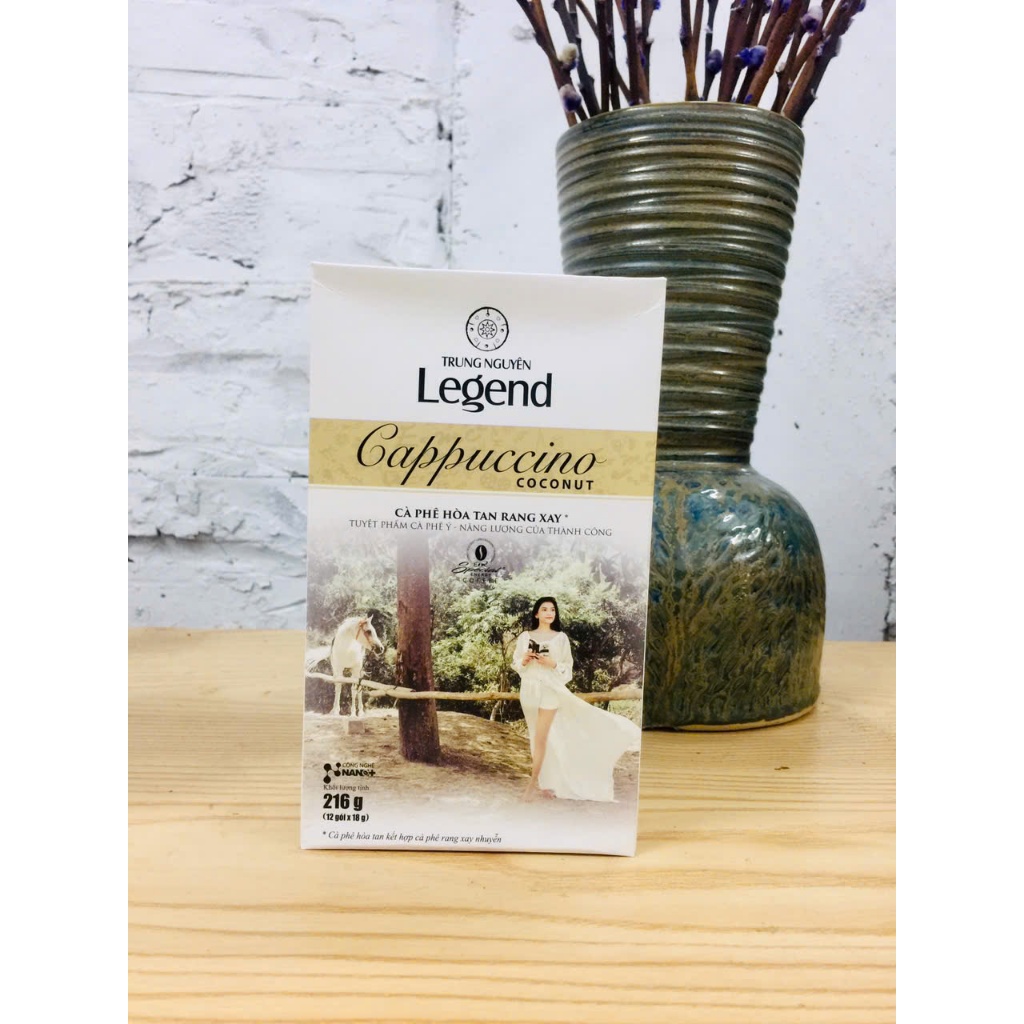 TRUNG NGUYÊN
Legend
Cappuccino
COCONUT
CÀ PHÊ HÒA TAN RANG XAY *
TUYỆT PHẨM CÀ PHÊ Ý - NĂNG LƯỢNG CỦA THÀNH CÔNG
CÔNG NGHỆ
NANO+
Khối lượng tịnh
216 g
(12 gói x 18 g)
* Cà phê hòa tan kết hợp cà phê rang xay nhuyễn